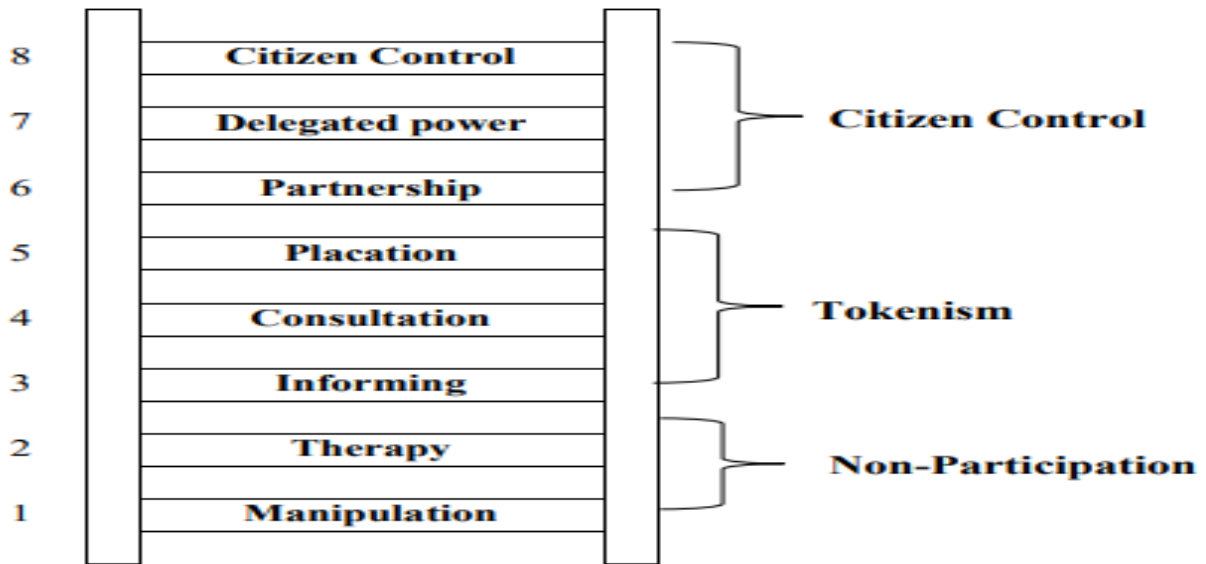 8 Citizen Control
7 Delegated power
Citizen Control
6 Partnership
5 Placation
4 Consultation
Tokenism
3 Informing
2 Therapy
Non-Participation
1 Manipulation